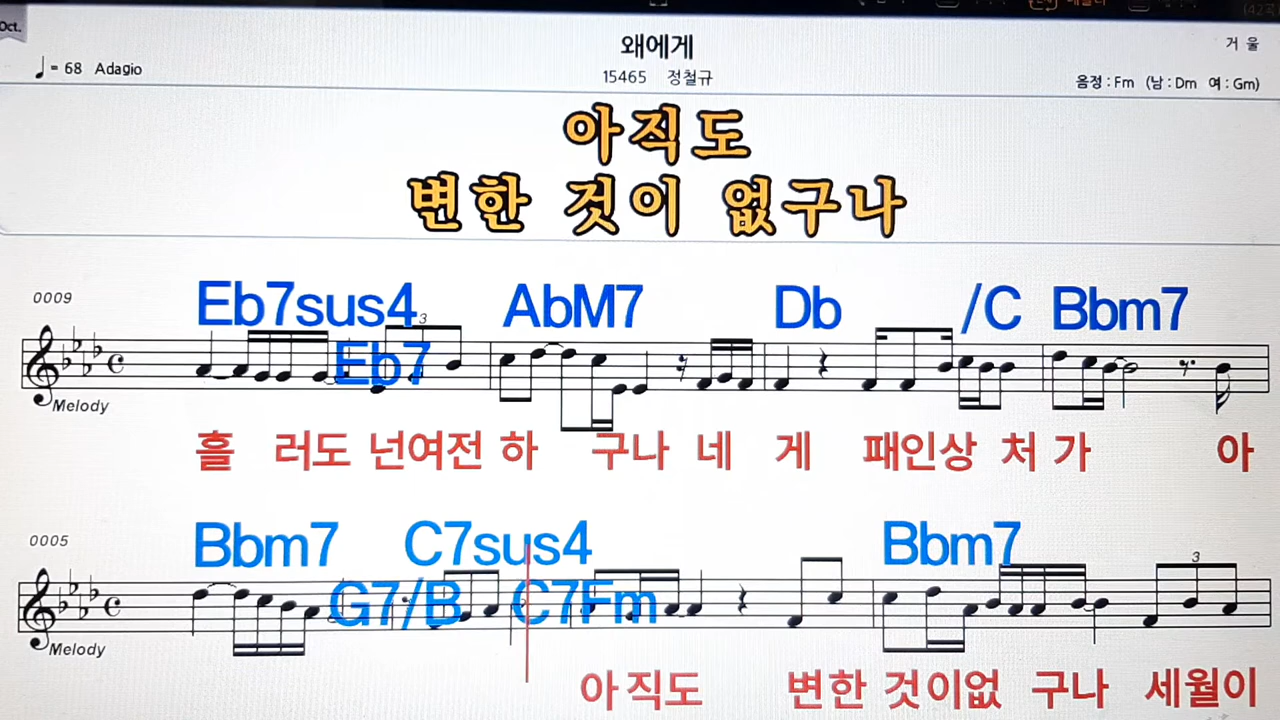 Oct.
왜에게
거 울
♩= 68 Adagio
15465 정철규
음정 : Fm (남 : Dm 여 : Gm)
아직도
변한 것이 없구나
0009
Eb7sus4 AbM7 Db /C Bbm7
3
Eb7
Melody
흘 러도 넌여전 하 구나 네 게 패인상 처 가 아
0005
Bbm7 C7sus4 Bbm7
3
G7/B C7Fm
Melody
아 직도 변한 것이없 구나 세월이